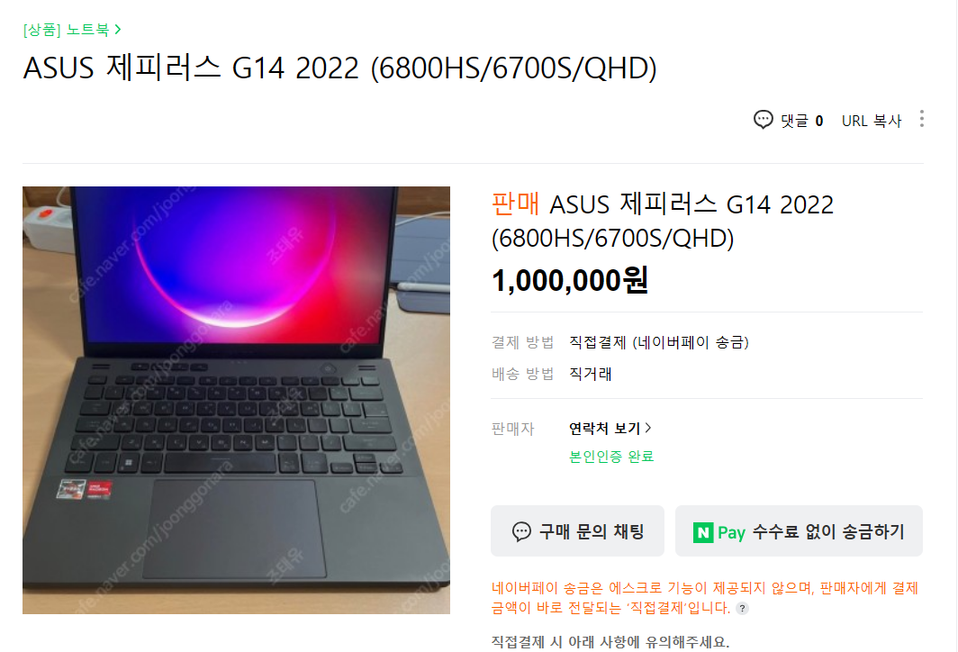 [상품] 노트북 >
ASUS 제피러스 G14 2022 (6800HS/6700S/QHD)
댓글 0 URL 복사
판매 ASUS 제피러스 G14 2022
(6800HS/6700S/QHD)
1,000,000원
결제 방법 직접결제 (네이버페이 송금)
배송 방법 직거래
판매자 연락처 보기 >
본인인증 완료
구매 문의 채팅
N Pay 수수료 없이 송금하기
네이버페이 송금은 에스크로 기능이 제공되지 않으며, 판매자에게 결제
금액이 바로 전달되는 '직접결제'입니다. ?
직접결제 시 아래 사항에 유의해주세요.
cafe.naver.com/joonggonara
조태유